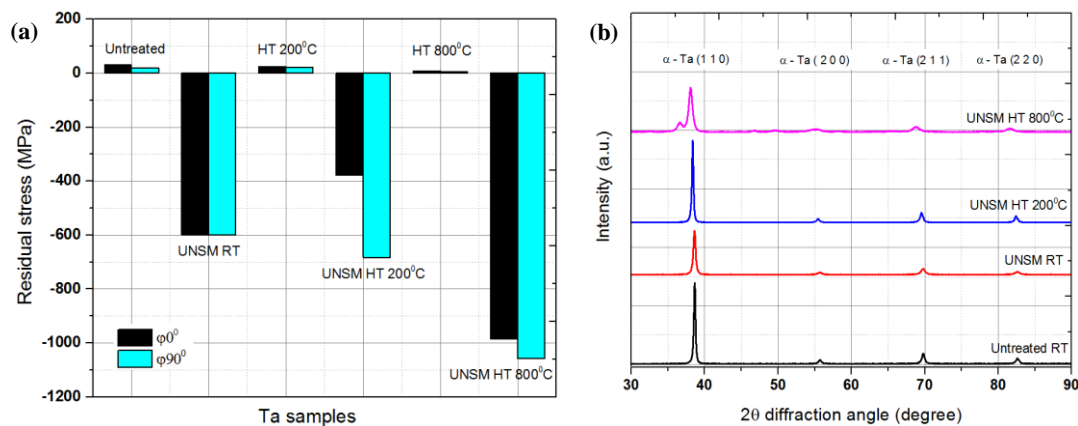 (a)
200
0
-200
-400
-600
-800
-1000
-1200
Residual stress (MPa)
Untreated
HT 200⁰C
HT 800⁰C
UNSM RT
UNSM HT 200⁰C
UNSM HT 800⁰C
φ0⁰
φ90⁰
Ta samples
(b)
Intensity (a.u.)
α - Ta (1 1 0)
α - Ta ( 2 0 0)
α - Ta (2 1 1)
α - Ta (2 2 0)
UNSM HT 800⁰C
UNSM HT 200⁰C
UNSM RT
Untreated RT
30 40 50 60 70 80 90
2θ diffraction angle (degree)